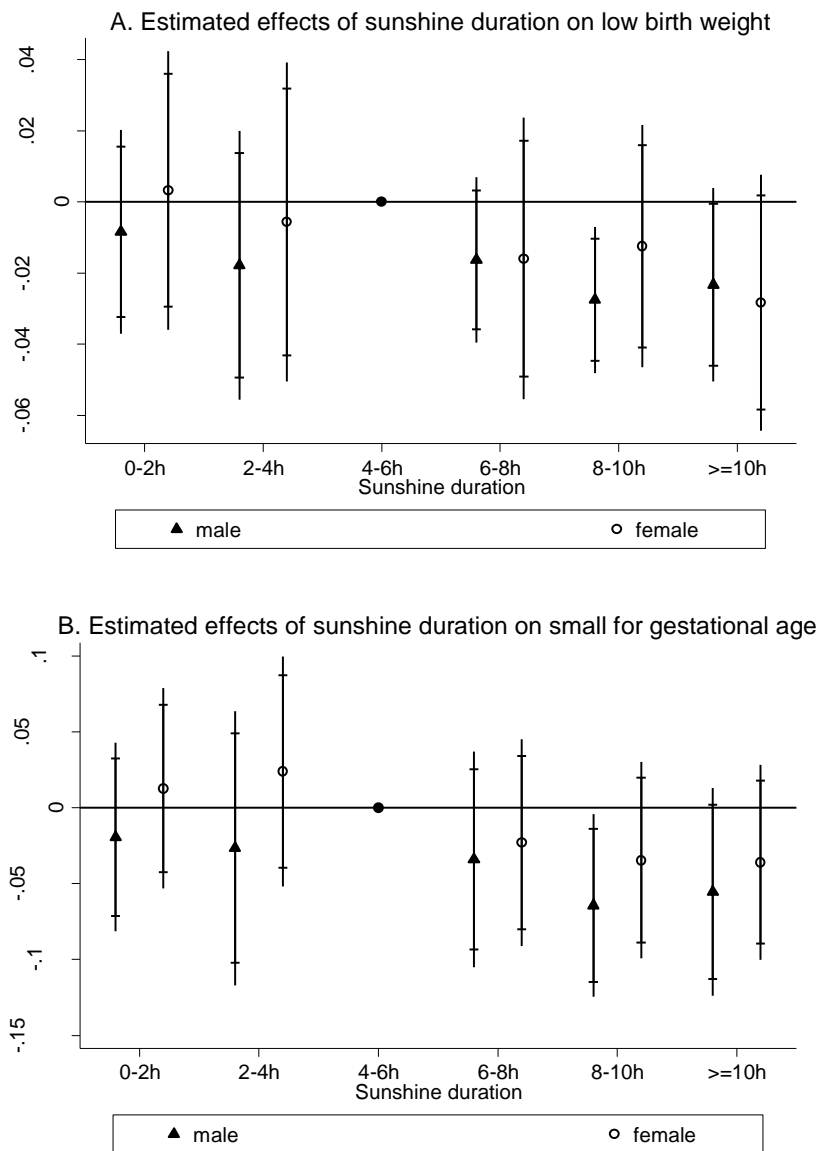 A. Estimated effects of sunshine duration on low birth weight
.04
.02
0
-.02
-.04
-.06
0-2h 2-4h 4-6h 6-8h 8-10h >=10h
Sunshine duration
male female
B. Estimated effects of sunshine duration on small for gestational age
.1
.05
0
-.05
-.1
-.15
0-2h 2-4h 4-6h 6-8h 8-10h >=10h
Sunshine duration
male female